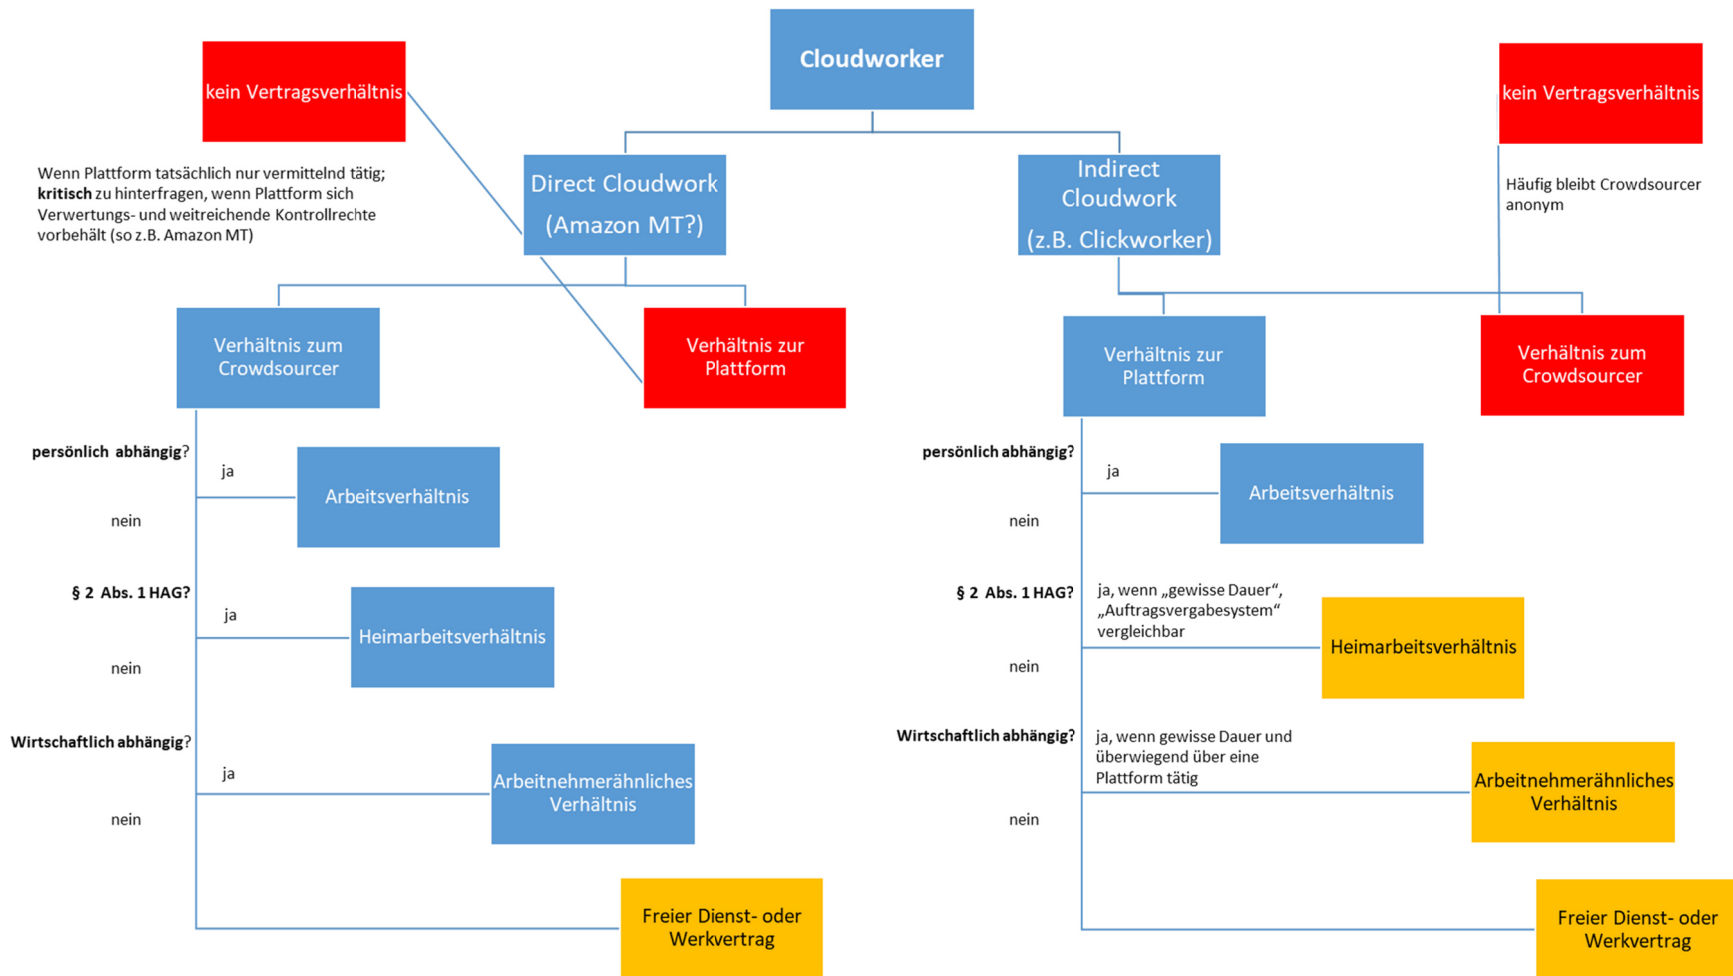 Cloudworker
kein Vertragsverhältnis
kein Vertragsverhältnis
Wenn Plattform tatsächlich nur vermittelnd tätig;
kritisch zu hinterfragen, wenn Plattform sich
Verwertungs- und weitreichende Kontrollrechte
vorbehält (so z.B. Amazon MT)
Direct Cloudwork
(Amazon MT?)
Indirect
Cloudwork
(z.B. Clickworker)
Häufig bleibt Crowdsourcer
anonym
Verhältnis zum
Crowdsourcer
Verhältnis zur
Plattform
Verhältnis zur
Plattform
Verhältnis zum
Crowdsourcer
persönlich abhängig?
ja
Arbeitsverhältnis
nein
§ 2 Abs. 1 HAG?
ja
Heimarbeitsverhältnis
nein
Wirtschaftlich abhängig?
ja
Arbeitnehmerähnliches
Verhältnis
nein
Freier Dienst- oder
Werkvertrag
persönlich abhängig?
ja
Arbeitsverhältnis
nein
§ 2 Abs. 1 HAG?
ja, wenn „gewisse Dauer“,
„Auftragsvergabesystem“
vergleichbar
Heimarbeitsverhältnis
nein
Wirtschaftlich abhängig?
ja, wenn gewisse Dauer und
überwiegend über eine
Plattform tätig
Arbeitnehmerähnliches
Verhältnis
nein
Freier Dienst- oder
Werkvertrag